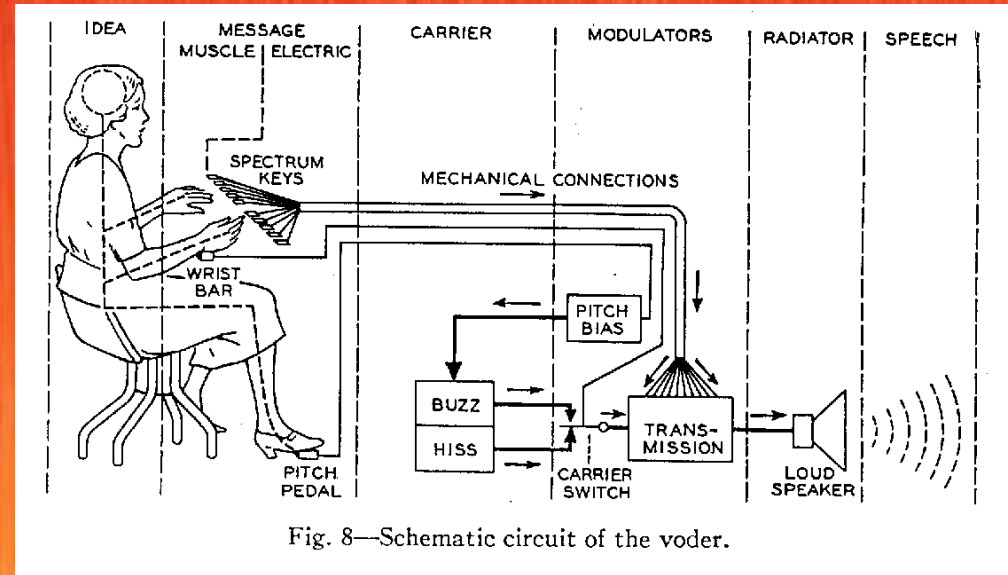 IDEA
MESSAGE
MUSCLE ELECTRIC
CARRIER
MODULATORS
RADIATOR
SPEECH
SPECTRUM
KEYS
MECHANICAL CONNECTIONS
WRIST
BAR
PITCH
BIAS
BUZZ
HISS
TRANS-
MISSION
CARRIER
SWITCH
LOUD
SPEAKER
PITCH
PEDAL
Fig. 8—Schematic circuit of the voder.